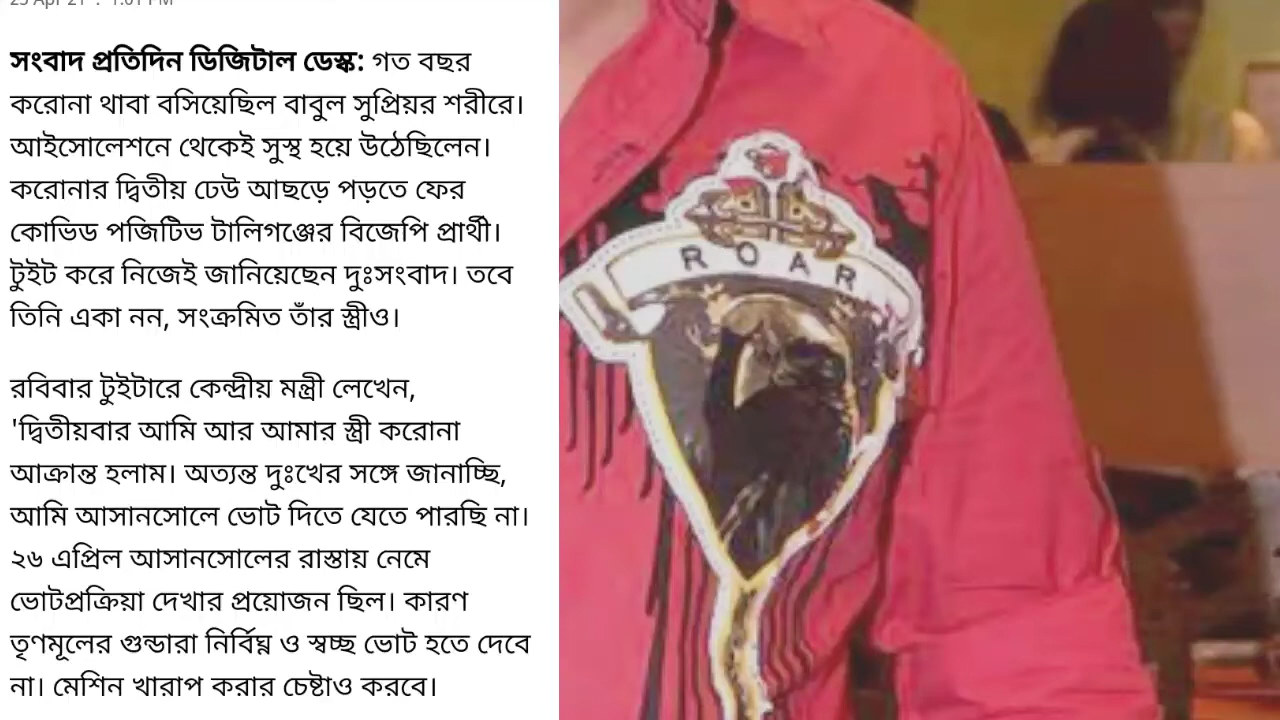 সংবাদ প্রতিদিন ডিজিটাল ডেস্ক: গত বছর
করোনা থাবা বসিয়েছিল বাবুল সুপ্রিয়র শরীরে।
আইসোলেশনে থেকেই সুস্থ হয়ে উঠেছিলেন।
করোনার দ্বিতীয় ঢেউ আছড়ে পড়তে ফের
কোভিড পজিটিভ টালিগঞ্জের বিজেপি প্রার্থী।
টুইট করে নিজেই জানিয়েছেন দুঃসংবাদ। তবে
তিনি একা নন, সংক্রমিত তাঁর স্ত্রীও।
রবিবার টুইটারে কেন্দ্রীয় মন্ত্রী লেখেন,
'দ্বিতীয়বার আমি আর আমার স্ত্রী করোনা
আক্রান্ত হলাম। অত্যন্ত দুঃখের সঙ্গে জানাচ্ছি,
আমি আসানসোলে ভোট দিতে যেতে পারছি না।
২৬ এপ্রিল আসানসোলের রাস্তায় নেমে
ভোটপ্রক্রিয়া দেখার প্রয়োজন ছিল। কারণ
তৃণমূলের গুন্ডারা নির্বিঘ্ন ও স্বচ্ছ ভোট হতে দেবে
না। মেশিন খারাপ করার চেষ্টাও করবে।
ROAR